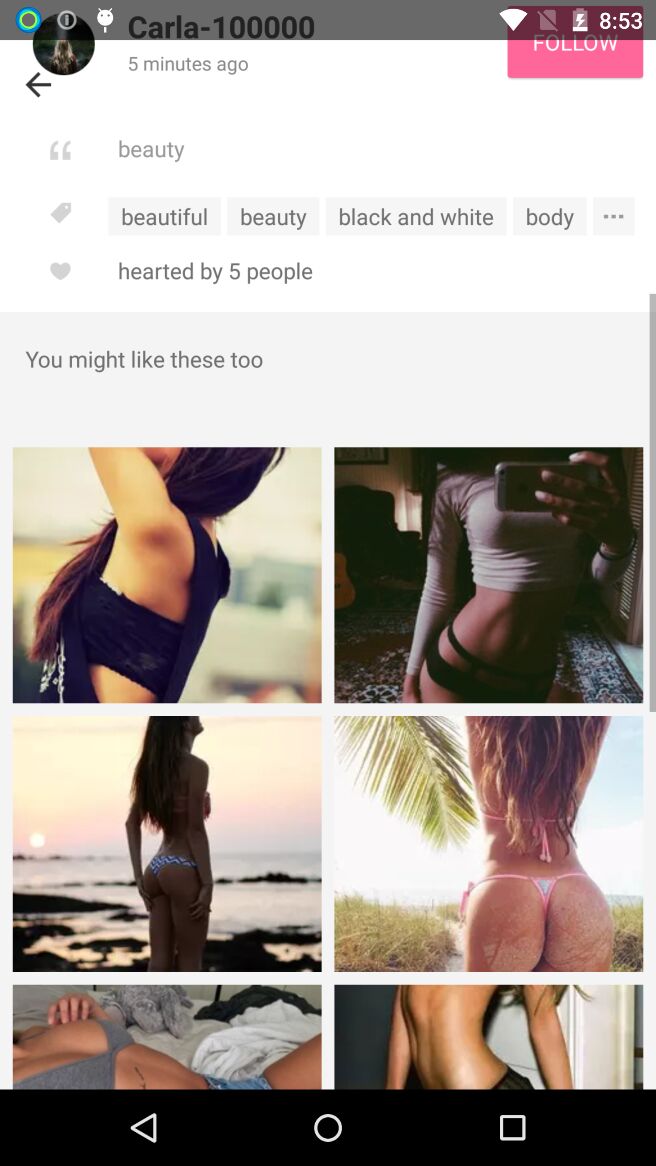 8:53
Carla-100000
FOLLOW
5 minutes ago
beauty
beautiful beauty black and white body ...
hearted by 5 people
You might like these too